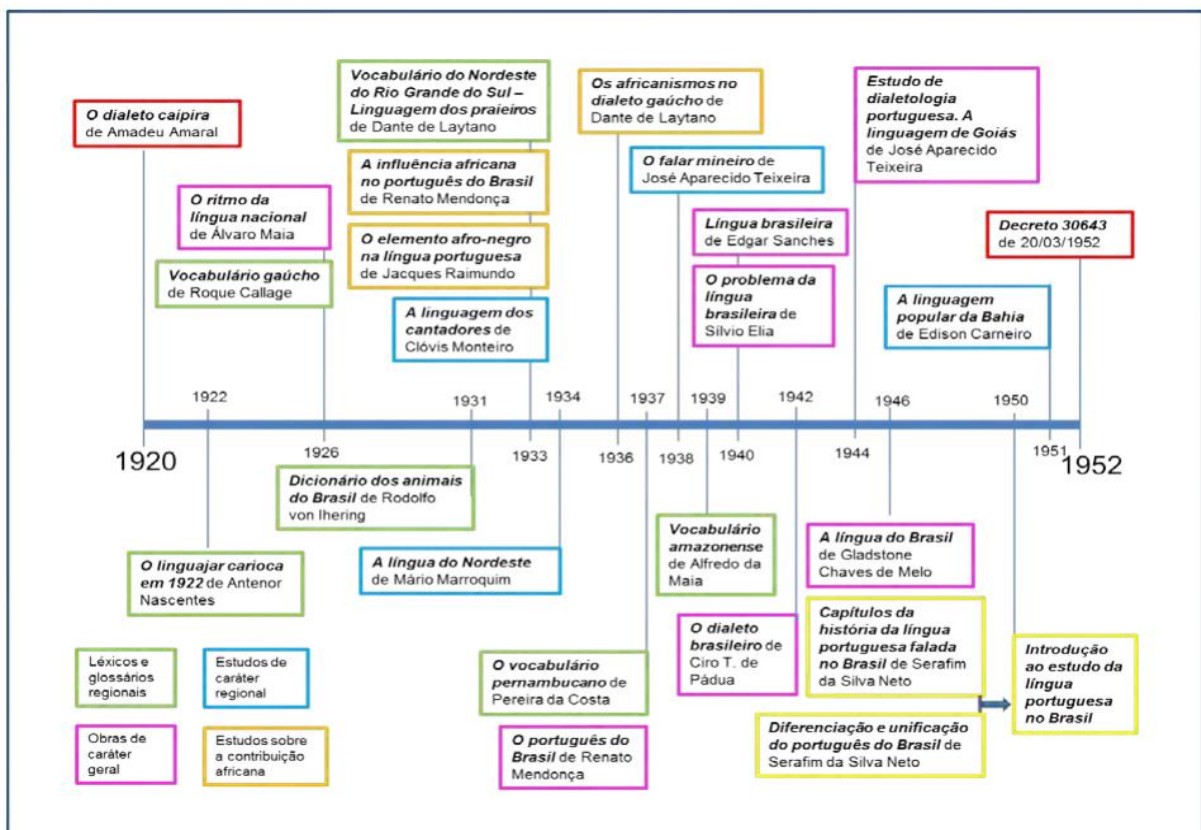 O dialeto caipira
de Amadeu Amaral
O ritmo da
língua nacional
de Álvaro Maia
Vocabulário gaúcho
de Roque Callage
Vocabulário do Nordeste
do Rio Grande do Sul –
Linguagem dos praieiros
de Dante de Laytano
A influência africana
no português do Brasil
de Renato Mendonça
O elemento afro-negro
na língua portuguesa
de Jacques Raimundo
A linguagem dos
cantadores de
Clóvis Monteiro
Os africanismos no
dialeto gaúcho de
Dante de Laytano
O falar mineiro de
José Aparecido Teixeira
Língua brasileira
de Edgar Sanches
O problema da
língua
brasileira de
Sílvio Elia
Estudo de
dialetologia
portuguesa. A
linguagem de Goiás
de José Aparecido
Teixeira
A linguagem
popular da Bahia
de Edison Carneiro
Decreto 30643
de 20/03/1952
1922
1931
1934
1937
1939
1942
1946
1950
1920
1926
1933
1936
1938
1940
1944
1951
1952
Dicionário dos animais
do Brasil de Rodolfo
von Ihering
O linguajar carioca
em 1922 de Antenor
Nascentes
A língua do Nordeste
de Mário Marroquim
O vocabulário
pernambucano de
Pereira da Costa
O português do
Brasil de Renato
Mendonça
Vocabulário
amazonense
de Alfredo da
Maia
O dialeto
brasileiro de
Ciro T. de
Pádua
A língua do Brasil
de Gladstone
Chaves de Melo
Capítulos da
história da língua
portuguesa falada
no Brasil de Serafim
da Silva Neto
Diferenciação e unificação
do português do Brasil de
Serafim da Silva Neto
Introdução
ao estudo da
língua
portuguesa
no Brasil
Léxicos e
glossários
regionais
Estudos de
caráter
regional
Obras de
caráter
geral
Estudos sobre
a contribuição
africana